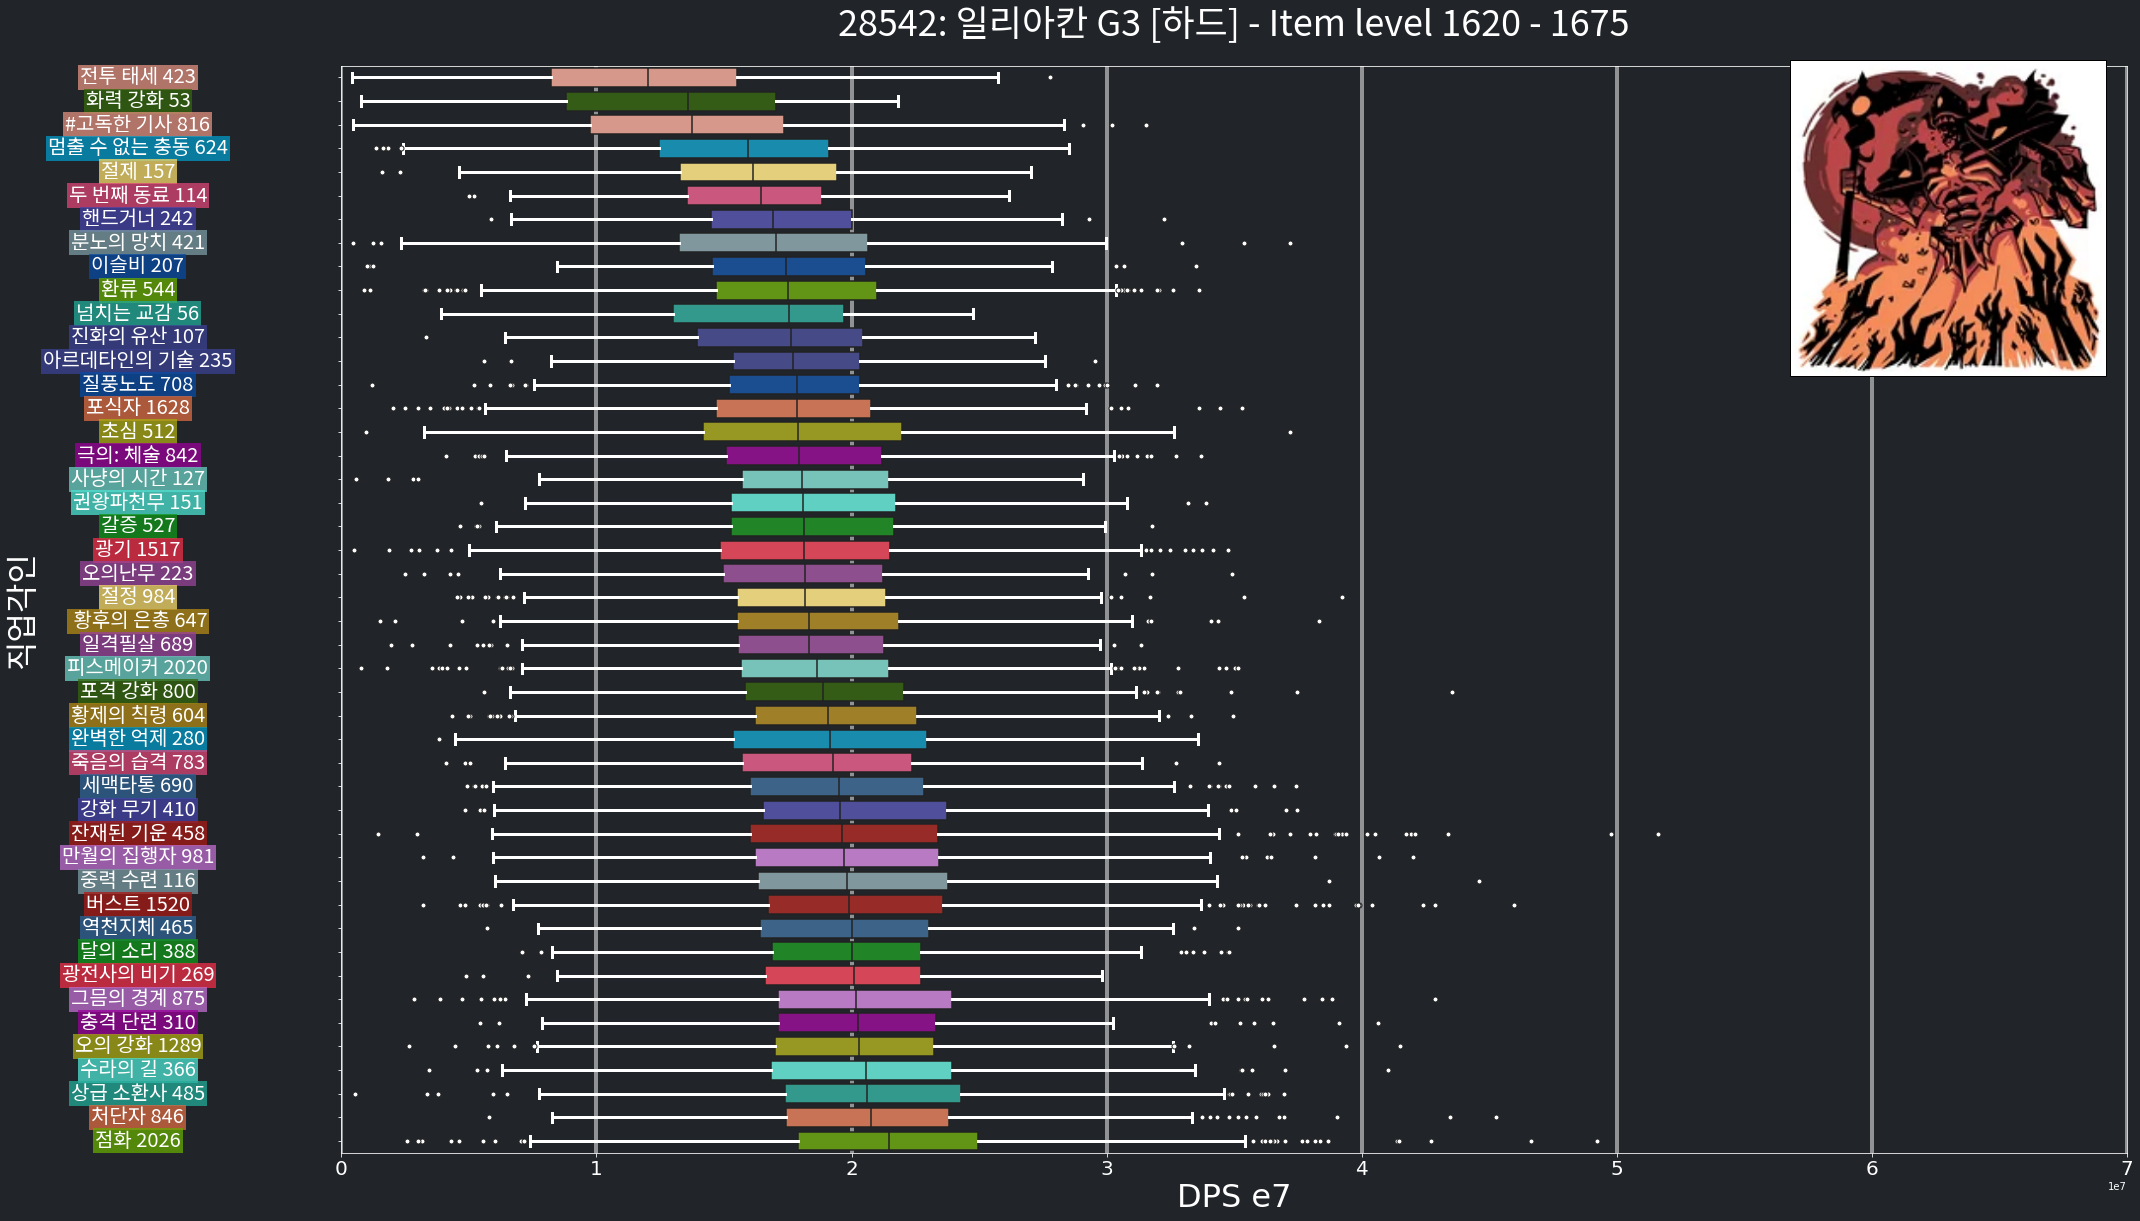 28542: 일리아칸 G3 [하드] - Item level 1620 - 1675
전투 태세 423
화력 강화 53
#고독한 기사 816
멈출 수 없는 충동 624
절제 157
두 번째 동료 114
핸드거너 242
분노의 망치 421
이슬비 207
환류 544
넘치는 교감 56
진화의 유산 107
아르데타인의 기술 235
질풍노도 708
포식자 1628
초심 512
극의: 체술 842
사냥의 시간 127
권왕파천무 151
갈증 527
광기 1517
오의난무 223
절정 984
황후의 은총 647
일격필살 689
피스메이커 2020
포격 강화 800
황제의 칙령 604
완벽한 억제 280
죽음의 습격 783
세맥타통 690
강화 무기 410
잔재된 기운 458
만월의 집행자 981
중력 수련 116
버스트 1520
역천지체 465
달의 소리 388
광전사의 비기 269
그믐의 경계 875
충격 단련 310
오의 강화 1289
수라의 길 366
상급 소환사 485
처단자 846
점화 2026
직업각인
0 1 2 3 4 5 6 7
DPS e7
1e7